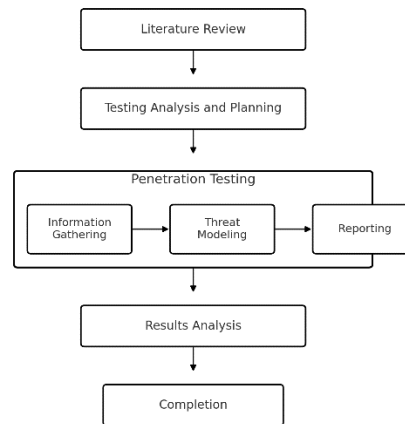 Literature Review
Testing Analysis and Planning
Penetration Testing
Information
Gathering
Threat
Modeling
Reporting
Results Analysis
Completion